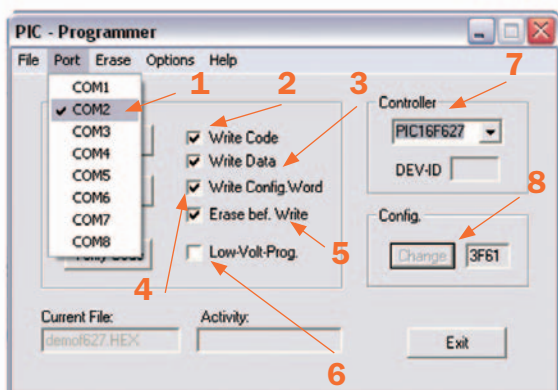 PIC - Programmer
File Port Erase Options Help
COM1
COM2
COM3
COM4
COM5
COM6
COM7
COM8
1
2
3
7
Write Code
Write Data
Write Config.Word
Erase bef. Write
Low-Volt-Prog.
4
5
6
Controller
PIC16F627
DEV-ID
8
Config.
Change 3F61
Current File:
demof627.HEX
Activity:
Exit